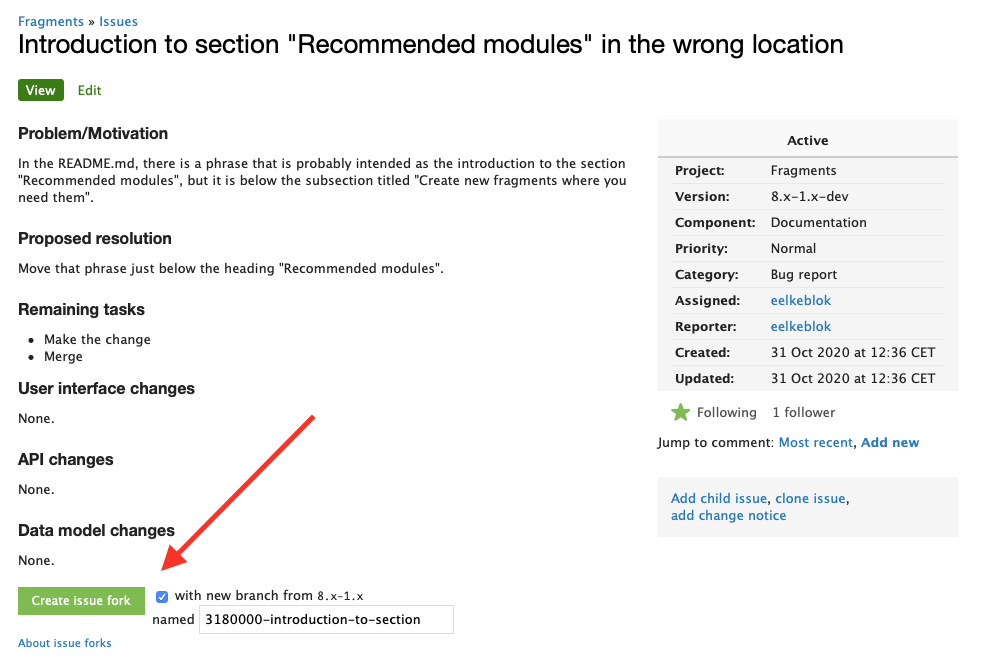 Fragments » Issues
Introduction to section "Recommended modules" in the wrong location
View Edit
Problem/Motivation
In the README.md, there is a phrase that is probably intended as the introduction to the section
"Recommended modules", but it is below the subsection titled "Create new fragments where you
need them".
Proposed resolution
Move that phrase just below the heading "Recommended modules".
Remaining tasks
• Make the change
• Merge
User interface changes
None.
API changes
None.
Data model changes
None.
Create issue fork
with new branch from 8.x-1.x
named 3180000-introduction-to-section
About issue forks
Active
Project: Fragments
Version: 8.x-1.x-dev
Component: Documentation
Priority: Normal
Category: Bug report
Assigned: eelkeblok
Reporter: eelkeblok
Created: 31 Oct 2020 at 12:36 CET
Updated: 31 Oct 2020 at 12:36 CET
Following 1 follower
Jump to comment: Most recent, Add new
Add child issue, clone issue,
add change notice